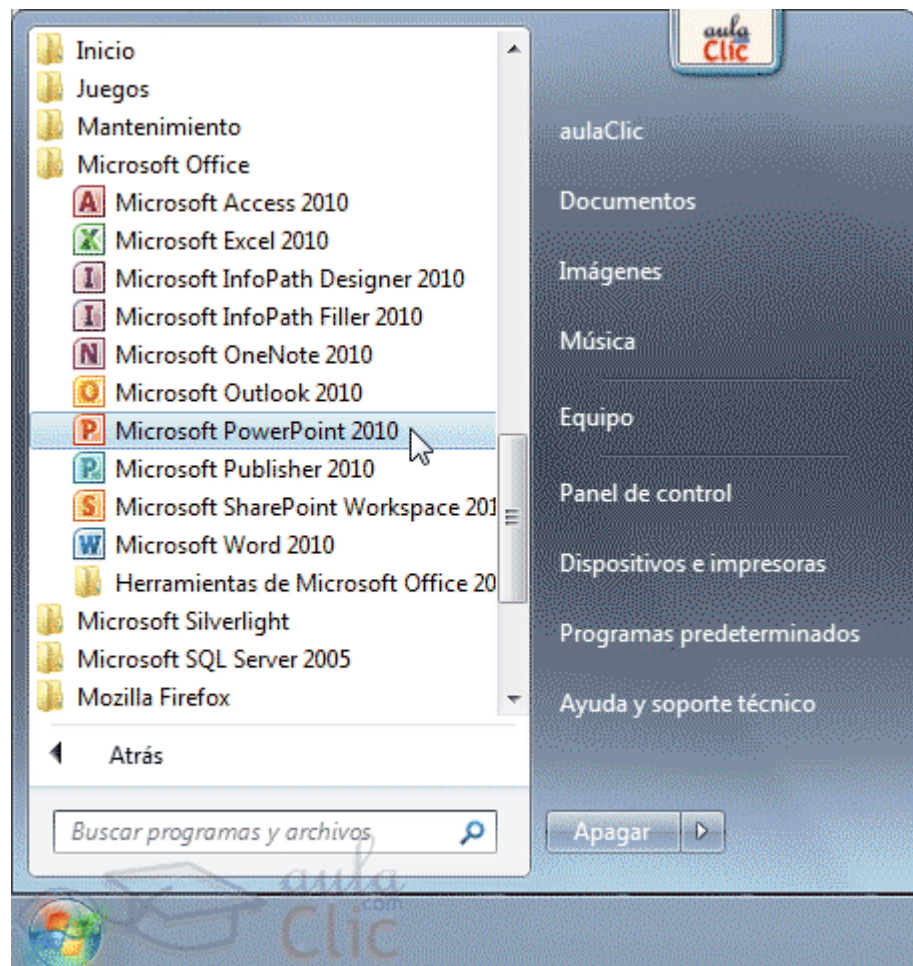 Inicio
Juegos
Mantenimiento
Microsoft Office
Microsoft Access 2010
Microsoft Excel 2010
Microsoft InfoPath Designer 2010
Microsoft InfoPath Filler 2010
Microsoft OneNote 2010
Microsoft Outlook 2010
Microsoft PowerPoint 2010
Microsoft Publisher 2010
Microsoft SharePoint Workspace 201
Microsoft Word 2010
Herramientas de Microsoft Office 20
Microsoft Silverlight
Microsoft SQL Server 2005
Mozilla Firefox
Atrás
Buscar programas y archivos
aula
Clic
aulaClic
Documentos
Imágenes
Música
Equipo
Panel de control
Dispositivos e impresoras
Programas predeterminados
Ayuda y soporte técnico
Apagar
aula
.com
Clic